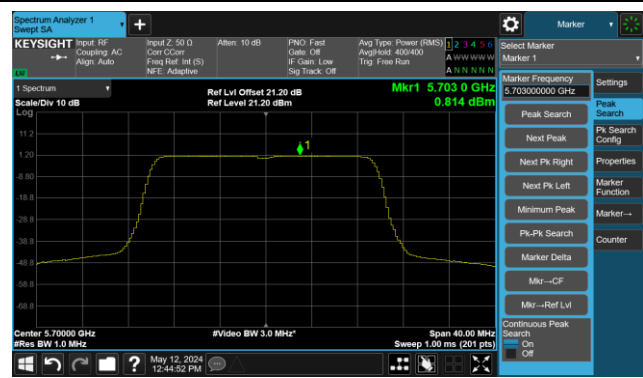 Spectrum Analyzer 1
Swept SA
Marker
KEYSIGHT
Input: RF
Coupling: AC
Align: Auto
Input Z: 50 Ω
Corr CCorr
Freq Ref: Int (S)
NFE: Adaptive
Atten: 10 dB
PNO: Fast
Gate: Off
IF Gain: Low
Sig Track: Off
Avg Type: Power (RMS)
Avg|Hold: 400/400
Trig: Free Run
1 2 3 4 5 6
A W W W W W
A N N N N N
Select Marker
Marker 1
LXI
1 Spectrum
Scale/Div 10 dB
Log
Ref Lvl Offset 21.20 dB
Ref Level 21.20 dBm
Mkr1 5.703 0 GHz
0.814 dBm
11.2
1.20
-8.80
-18.8
-28.8
-38.8
-48.8
-58.8
-68.8
1
Center 5.70000 GHz
#Res BW 1.0 MHz
#Video BW 3.0 MHz*
Span 40.00 MHz
Sweep 1.00 ms (201 pts)
Marker Frequency
5.703000000 GHz
Peak Search
Next Peak
Next Pk Right
Next Pk Left
Minimum Peak
Pk-Pk Search
Marker Delta
Mkr→CF
Mkr→Ref Lvl
Continuous Peak
Search
On
Off
Settings
Peak
Search
Pk Search
Config
Properties
Marker
Function
Marker→
Counter
?
May 12, 2024
12:44:52 PM